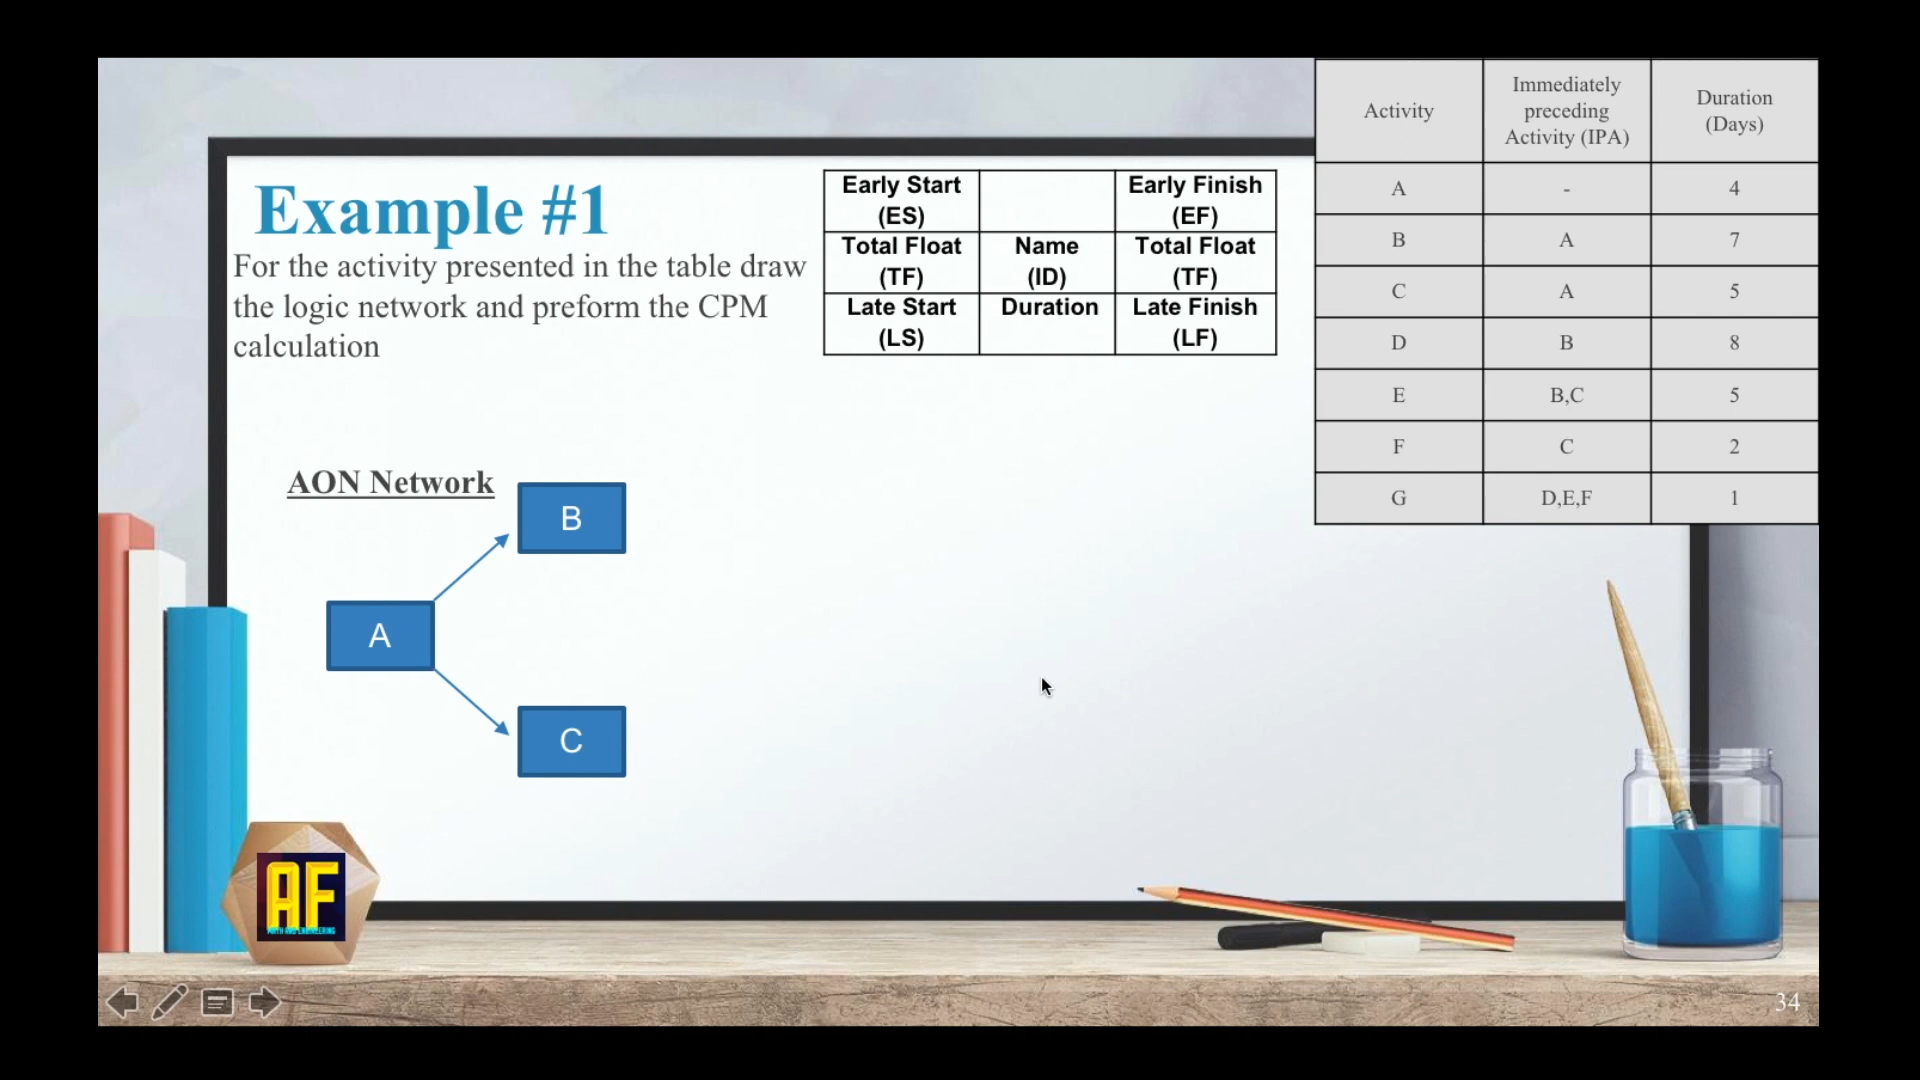 Example #1
For the activity presented in the table draw
the logic network and preform the CPM
calculation
Early Start
(ES)
Early Finish
(EF)
Total Float
(TF)
Name
(ID)
Total Float
(TF)
Late Start
(LS)
Duration
Late Finish
(LF)
Activity
Immediately
preceding
Activity (IPA)
Duration
(Days)
A - 4
B A 7
C A 5
D B 8
E B,C 5
F C 2
G D,E,F 1
AON Network
B
A
C
AF
MATH AND ENGINEERING
34